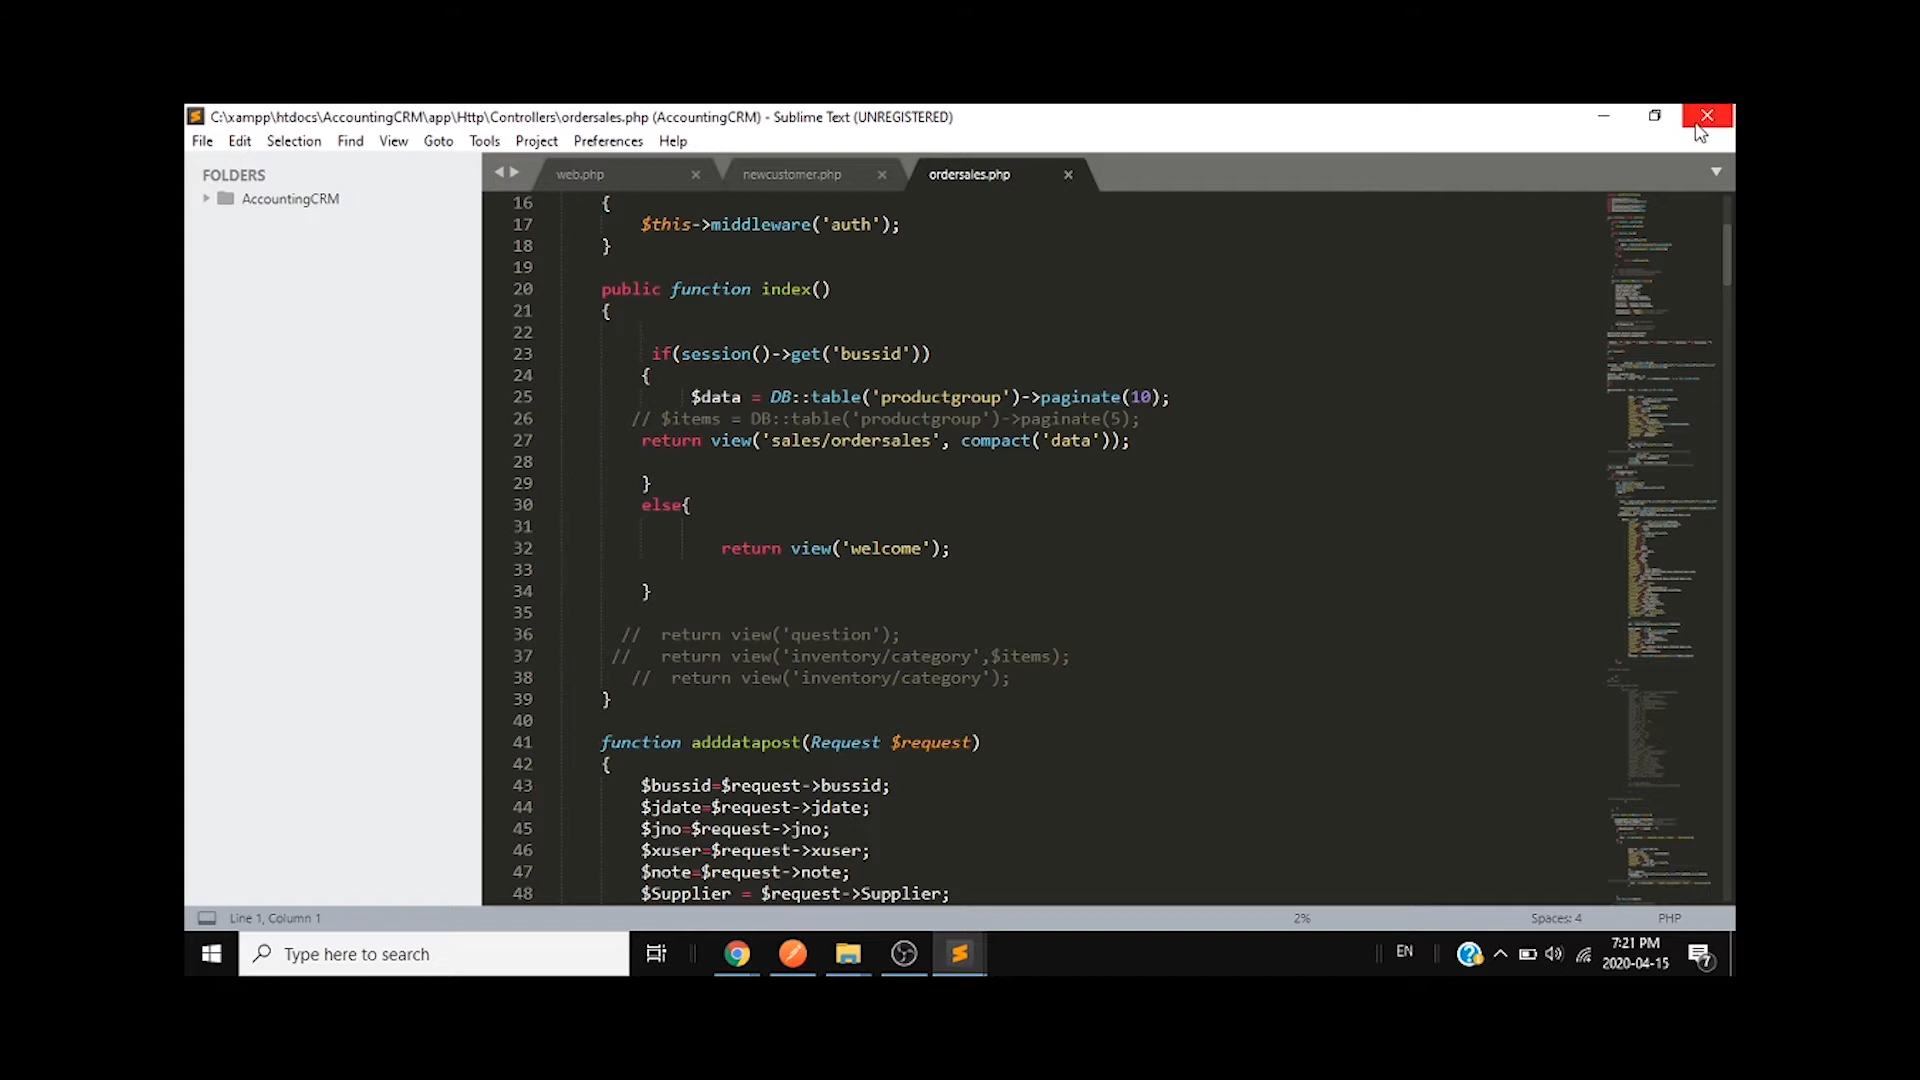 C:\xampp\htdocs\AccountingCRM\app\Http\Controllers\ordersales.php (AccountingCRM) - Sublime Text (UNREGISTERED)
File Edit Selection Find View Goto Tools Project Preferences Help
FOLDERS
AccountingCRM
web.php newcustomer.php ordersales.php
16 {
17 $this->middleware('auth');
18 }
19
20 public function index()
21 {
22
23 if(session()->get('bussid'))
24 {
25 $data = DB::table('productgroup')->paginate(10);
26 // $items = DB::table('productgroup')->paginate(5);
27 return view('sales/ordersales', compact('data'));
28
29 }
30 else{
31
32 return view('welcome');
33
34 }
35
36 // return view('question');
37 // return view('inventory/category',$items);
38 // return view('inventory/category');
39 }
40
41 function adddatapost(Request $request)
42 {
43 $bussid=$request->bussid;
44 $jdate=$request->jdate;
45 $jno=$request->jno;
46 $xuser=$request->xuser;
47 $note=$request->note;
48 $Supplier = $request->Supplier;
Line 1, Column 1 2% Spaces: 4 PHP
Type here to search
EN
7:21 PM
2020-04-15
7